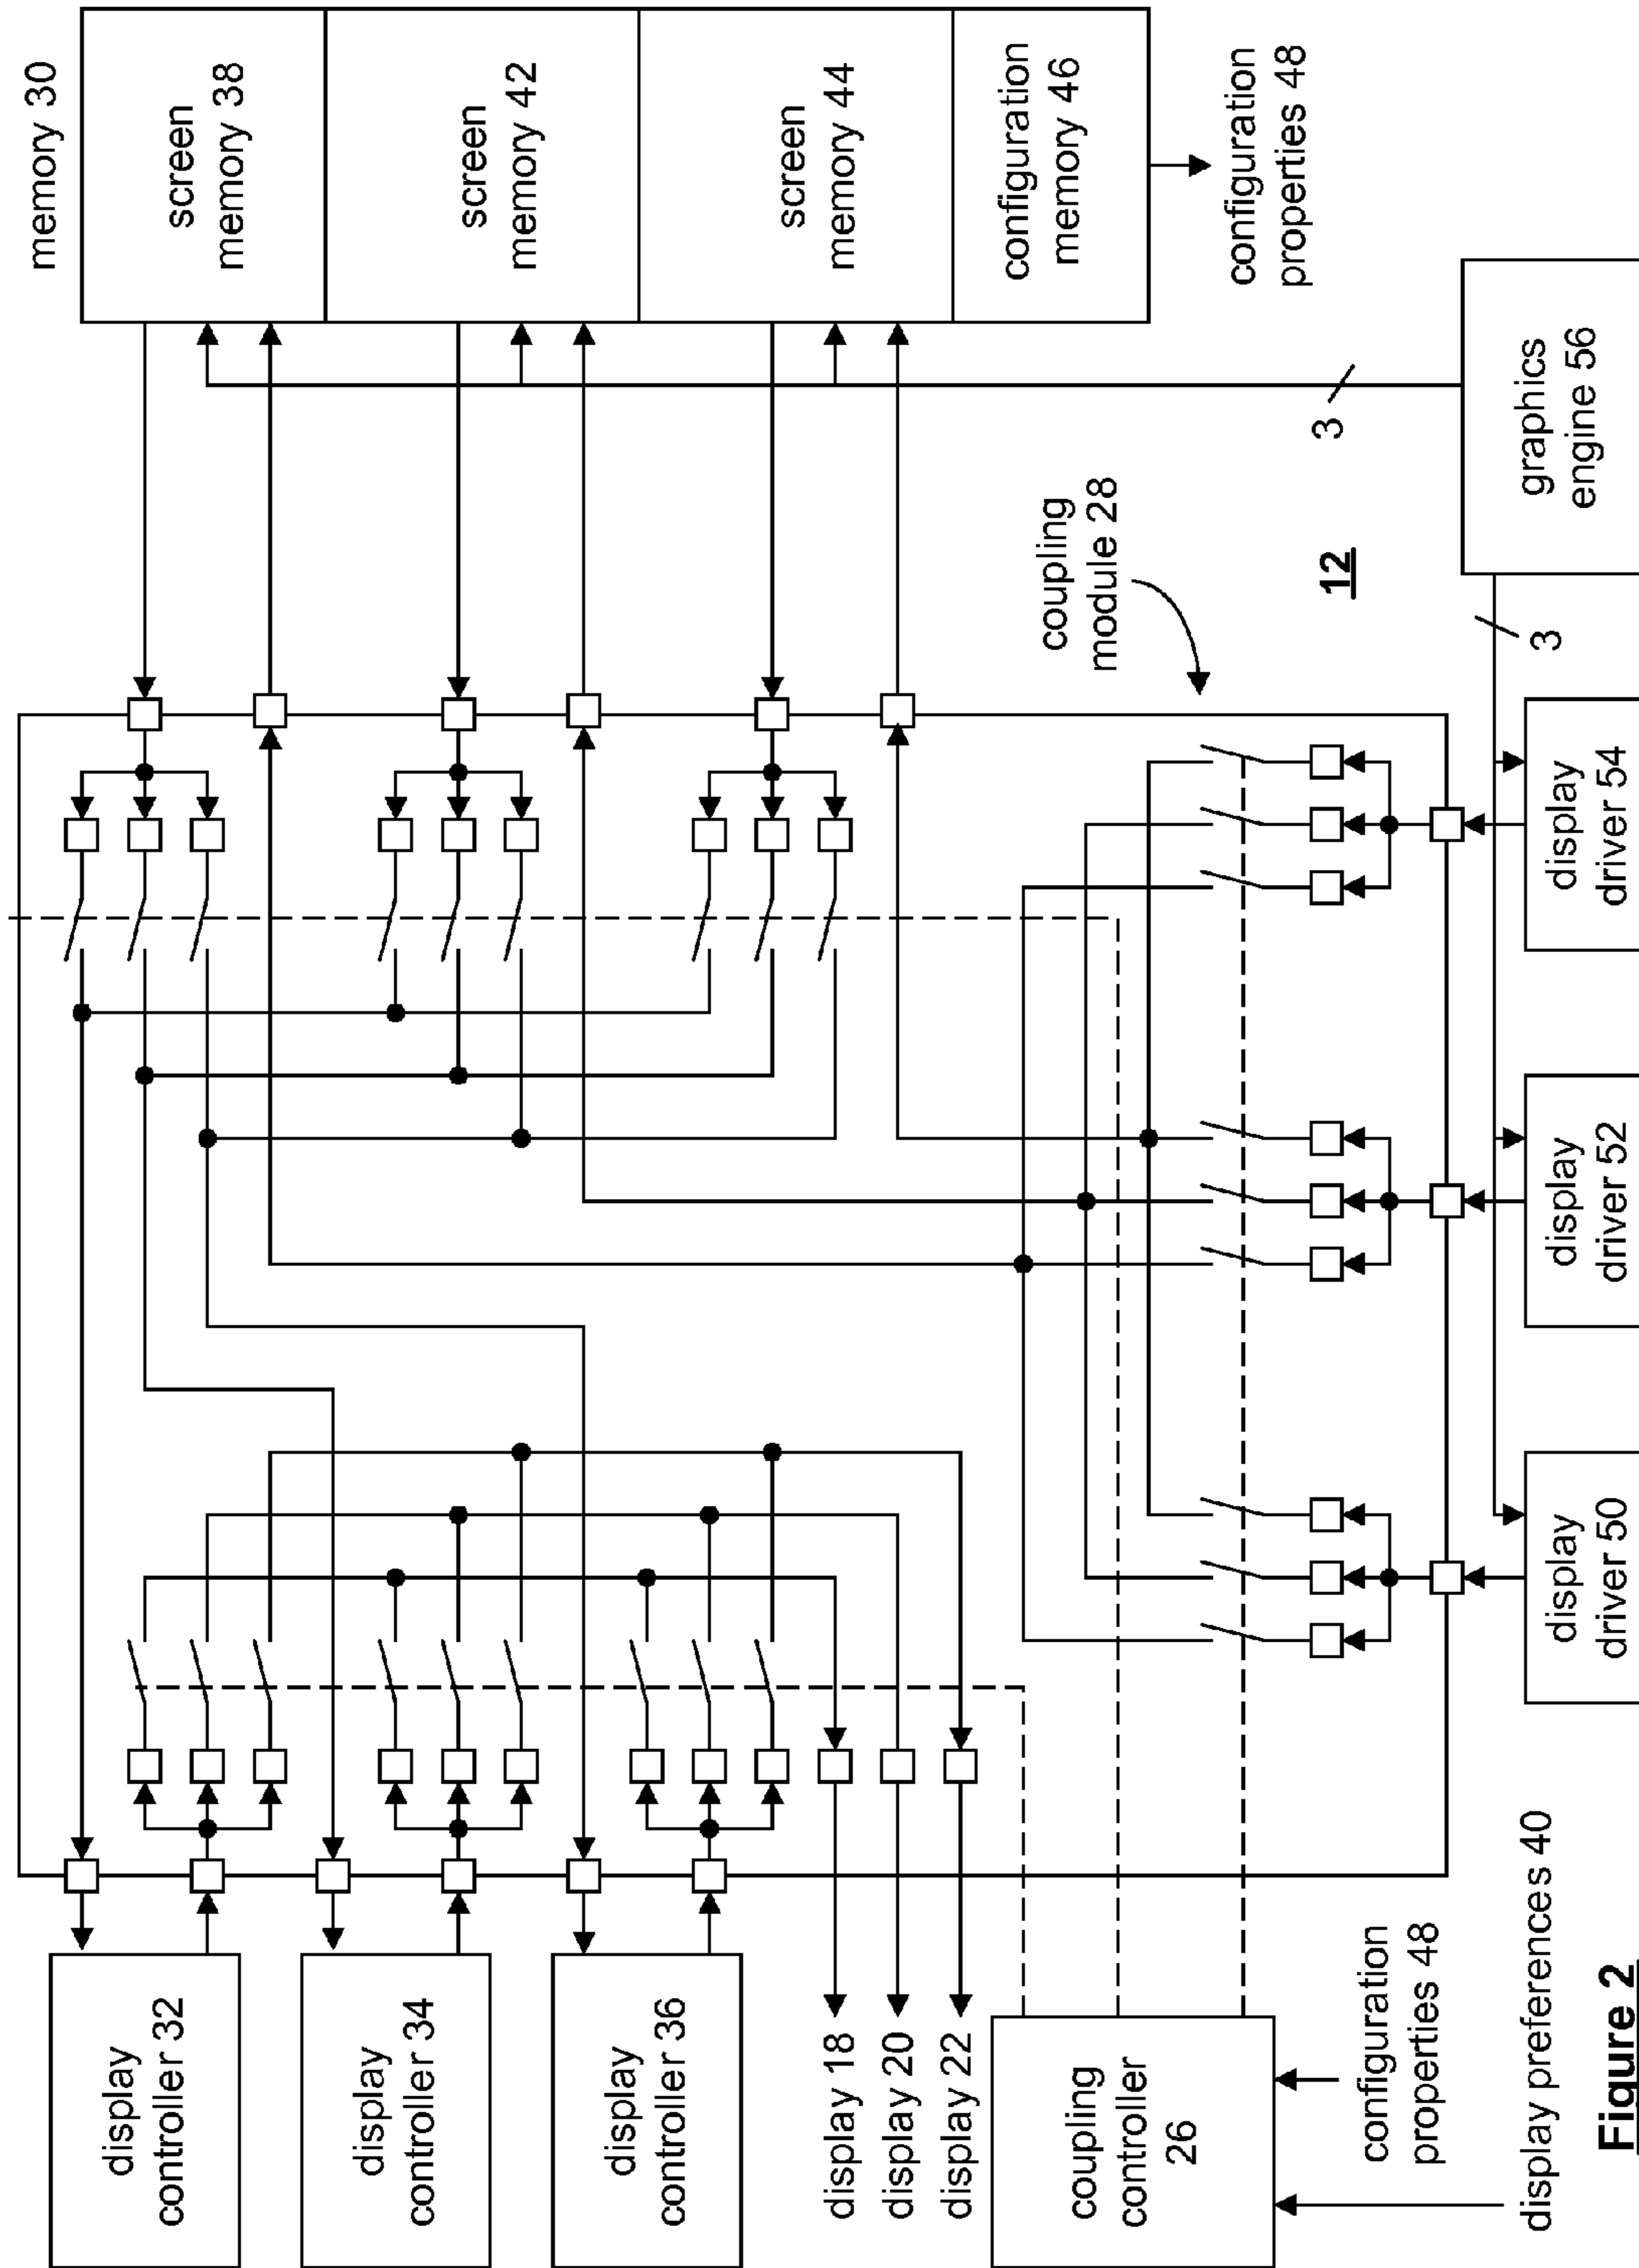 memory 30
screen
memory 38
screen
memory 42
screen
memory 44
configuration
memory 46
configuration
properties 48
graphics
engine 56
3
3
coupling
module 28
12
display
driver 54
display
driver 52
display
driver 50
display
controller 32
display
controller 34
display
controller 36
display 18
display 20
display 22
coupling
controller
26
configuration
properties 48
display preferences 40
Figure 2